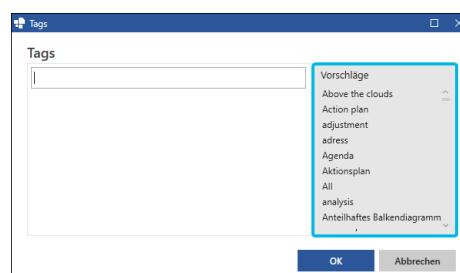 Tags
Tags
Vorschläge
Above the clouds
Action plan
adjustment
adress
Agenda
Aktionsplan
All
analysis
Anteilhaftes Balkendiagramm
OK
Abbrechen